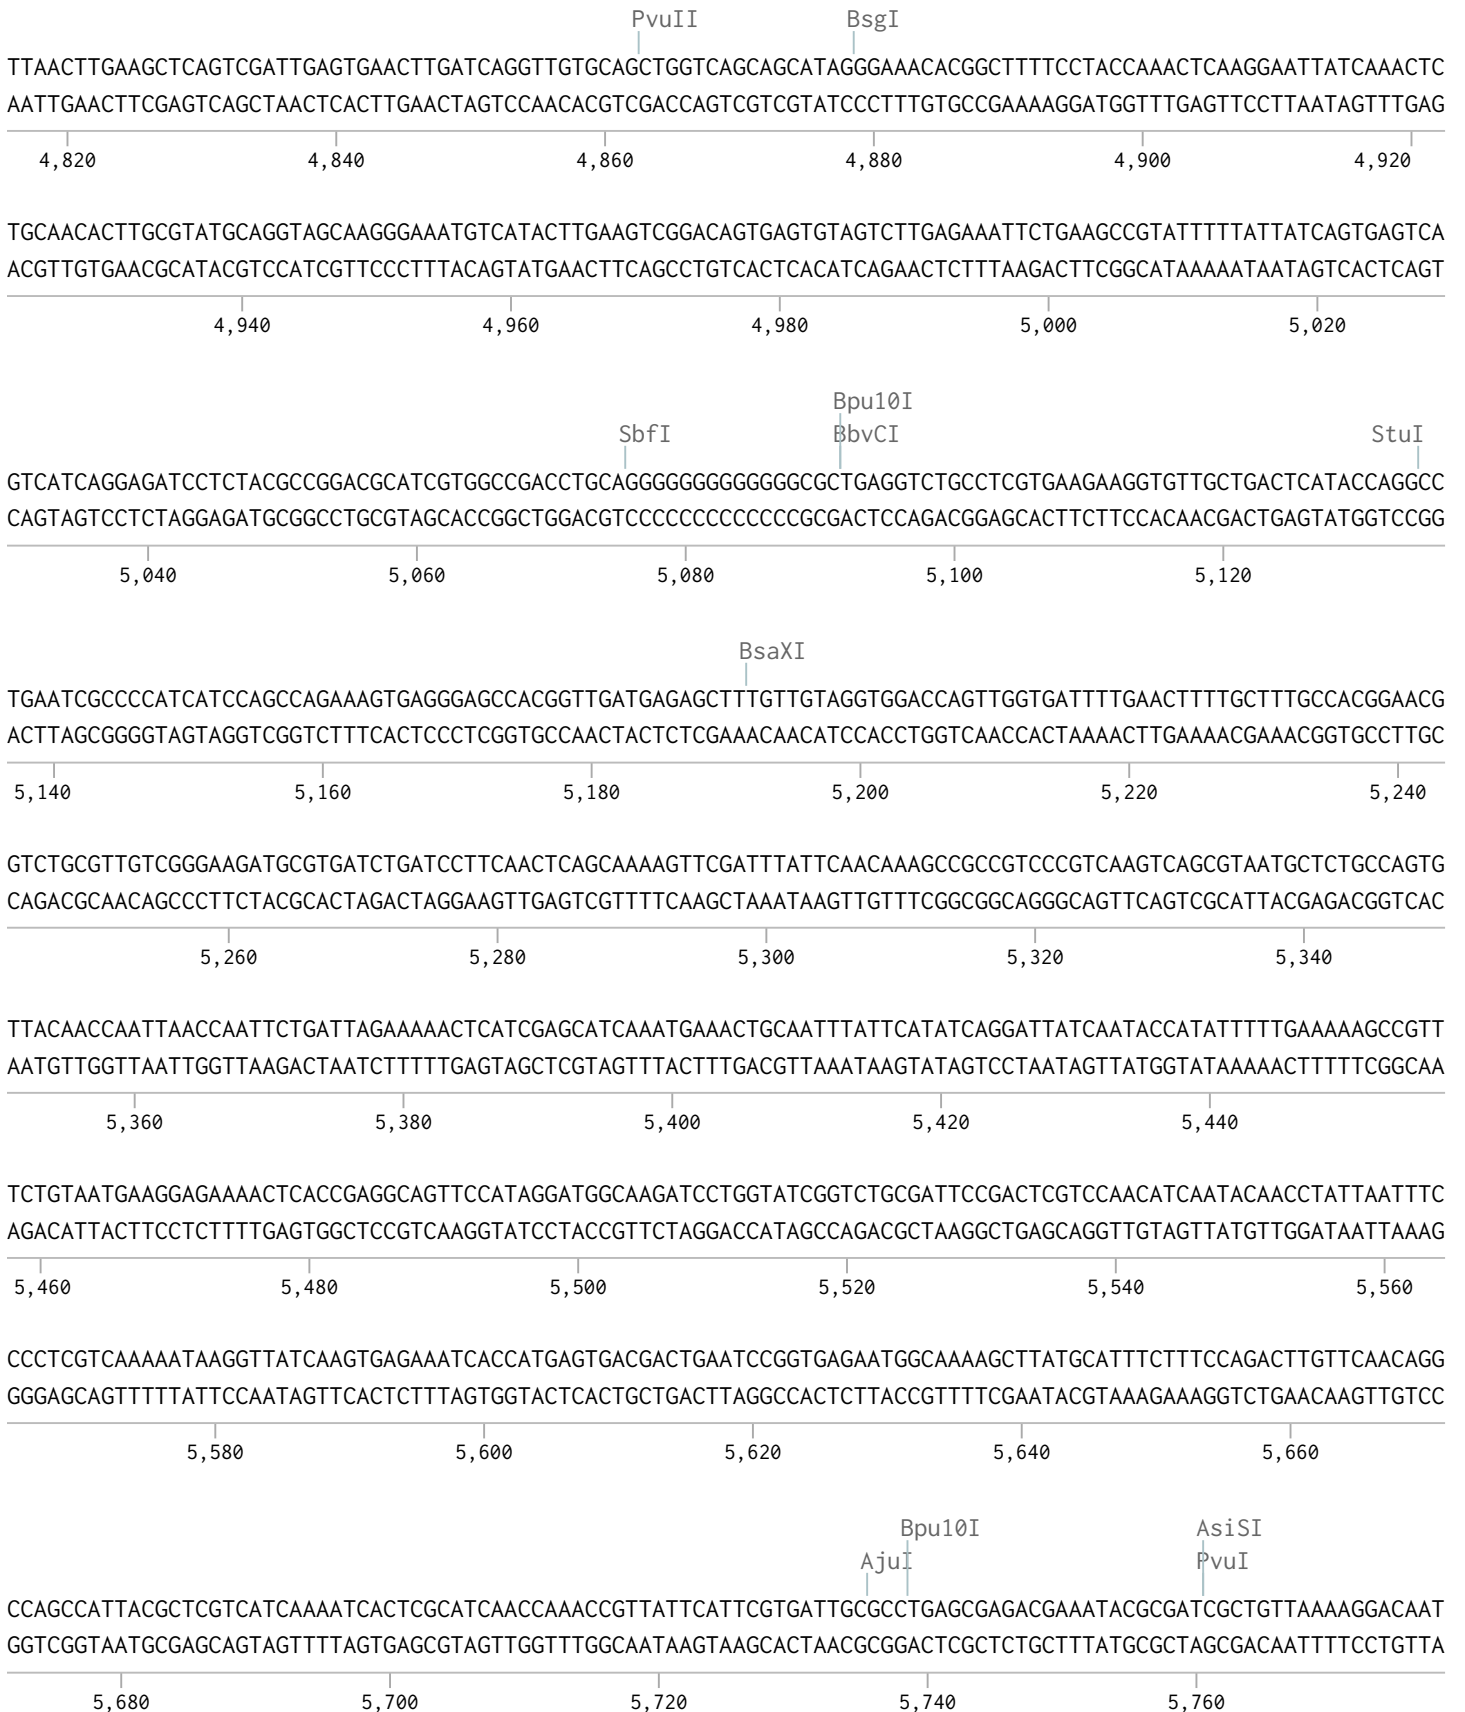 PvuII BsgI
TTAACTTGAAGCTCAGTCGATTGAGTGAACTTGATCAGGTTGTGCAGCTGGTCAGCAGCATAGGGAAACACGGCTTTTCCTACCAAACTCAAGGAATTATCAAACTC
AATTGAACTTCGAGTCAGCTAACTCACTTGAACTAGTCCAACACGTCGACCAGTCGTCGTATCCCTTTGTGCCGAAAAGGATGGTTTGAGTTCCTTAATAGTTTGAG
4,820 4,840 4,860 4,880 4,900 4,920
TGCAACACTTGCGTATGCAGGTAGCAAGGGAAATGTCATACTTGAAGTCGGACAGTGAGTGTAGTCTTGAGAAATTCTGAAGCCGTATTTTTATTATCAGTGAGTCA
ACGTTGTGAACGCATACGTCCATCGTTCCCTTTACAGTATGAACTTCAGCCTGTCACTCACATCAGAACTCTTTAAGACTTCGGCATAAAAATAATAGTCACTCAGT
4,940 4,960 4,980 5,000 5,020
Bpu10I
SbfI BbvCI StuI
GTCATCAGGAGATCCTCTACGCCGGACGCATCGTGGCCGACCTGCAGGGGGGGGGGGGGGCGCTGAGGTCTGCCTCGTGAAGAAGGTGTTGCTGACTCATACCAGGCC
CAGTAGTCCTCTAGGAGATGCGGCCTGCGTAGCACCGGCTGGACGTCCCCCCCCCCCCCCGCGACTCCAGACGGAGCACTTCTTCCACAACGACTGAGTATGGTCCGG
5,040 5,060 5,080 5,100 5,120
BsaXI
TGAATCGCCCCATCATCCAGCCAGAAAGTGAGGGAGCCACGGTTGATGAGAGCTTTGTTGTAGGTGGACCAGTTGGTGATTTTGAACTTTTGCTTTGCCACGGAACG
ACTTAGCGGGGTAGTAGGTCGGTCTTTCACTCCCTCGGTGCCAACTACTCTCGAAACAACATCCACCTGGTCAACCACTAAAACTTGAAAACGAAACGGTGCCTTGC
5,140 5,160 5,180 5,200 5,220 5,240
GTCTGCGTTGTCGGGAAGATGCGTGATCTGATCCTTCAACTCAGCAAAAGTTCGATTTATTCAACAAAGCCGCCGTCCCGTCAAGTCAGCGTAATGCTCTGCCAGTG
CAGACGCAACAGCCCTTCTACGCACTAGACTAGGAAGTTGAGTCGTTTTCAAGCTAAATAAGTTGTTTCGGCGGCAGGGCAGTTCAGTCGCATTACGAGACGGTCAC
5,260 5,280 5,300 5,320 5,340
TTACAACCAATTAACCAATTCTGATTAGAAAAACTCATCGAGCATCAAATGAAACTGCAATTTATTCATATCAGGATTATCAATACCATATTTTTGAAAAAGCCGTT
AATGTTGGTTAATTGGTTAAGACTAATCTTTTTGAGTAGCTCGTAGTTTACTTTGACGTTAAATAAGTATAGTCCTAATAGTTATGGTATAAAAACTTTTTCGGCAA
5,360 5,380 5,400 5,420 5,440
TCTGTAATGAAGGAGAAAACTCACCGAGGCAGTTCCATAGGATGGCAAGATCCTGGTATCGGTCTGCGATTCCGACTCGTCCAACATCAATACAACCTATTAATTTC
AGACATTACTTCCTCTTTTGAGTGGCTCCGTCAAGGTATCCTACCGTTCTAGGACCATAGCCAGACGCTAAGGCTGAGCAGGTTGTAGTTATGTTGGATAATTAAAG
5,460 5,480 5,500 5,520 5,540 5,560
CCCTCGTCAAAAATAAGGTTATCAAGTGAGAAATCACCATGAGTGACGACTGAATCCGGTGAGAATGGCAAAAGCTTATGCATTTCTTTCCAGACTTGTTCAACAGG
GGGAGCAGTTTTTATTCCAATAGTTCACTCTTTAGTGGTACTCACTGCTGACTTAGGCCACTCTTACCGTTTTCGAATACGTAAAGAAAGGTCTGAACAAGTTGTCC
5,580 5,600 5,620 5,640 5,660
Bpu10I AsiSI
AjuI PvuI
CCAGCCATTACGCTCGTCATCAAAATCACTCGCATCAACCAAACCGTTATTCATTCGTGATTGCGCCTGAGCGAGACGAAATACGCGATCGCTGTTAAAAGGACAAT
GGTCGGTAATGCGAGCAGTAGTTTTAGTGAGCGTAGTTGGTTTGGCAATAAGTAAGCACTAACGCGGACTCGCTCTGCTTTATGCGCTAGCGACAATTTTCCTGTTA
5,680 5,700 5,720 5,740 5,760